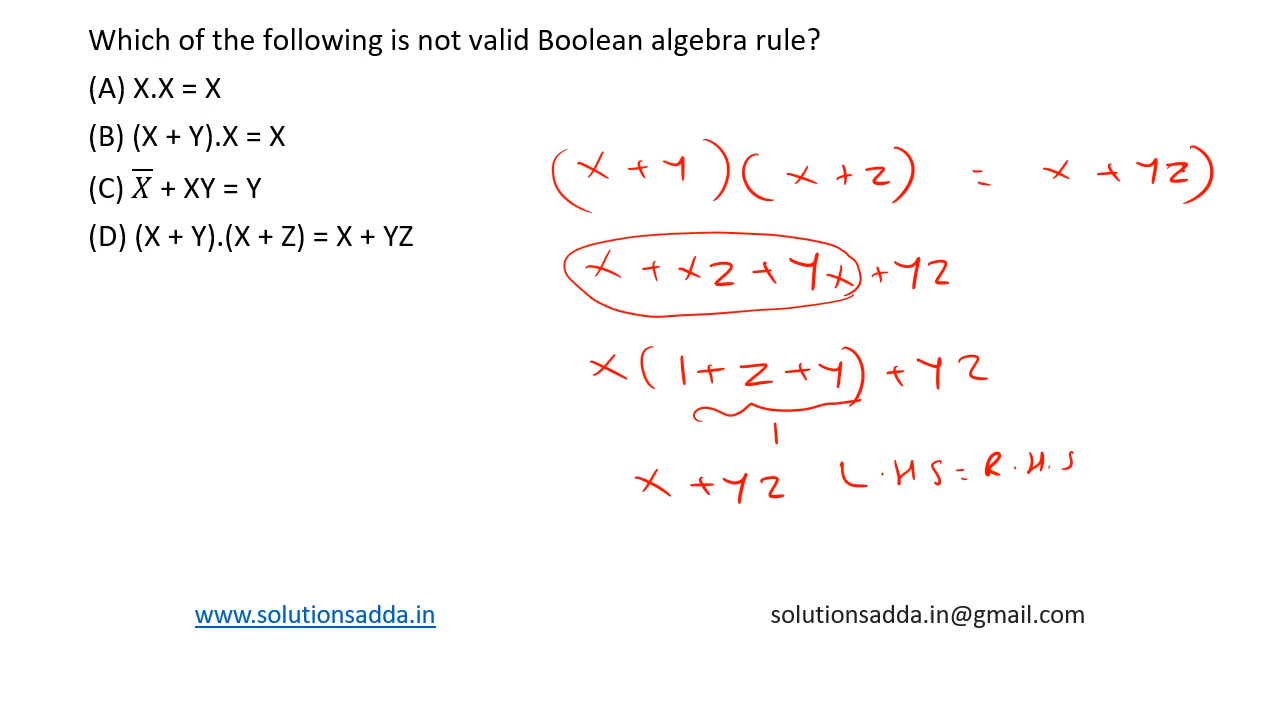 Which of the following is not valid Boolean algebra rule?
(A) X.X = X
(B) (X + Y).X = X
(C) X̅ + XY = Y
(D) (X + Y).(X + Z) = X + YZ
(x + y)(x + z) = x + yz)
x + xz + yx + yz
x(1 + z + y) + yz
1
x + yz L.HS = R.H.S
www.solutionsadda.in
solutionsadda.in@gmail.com